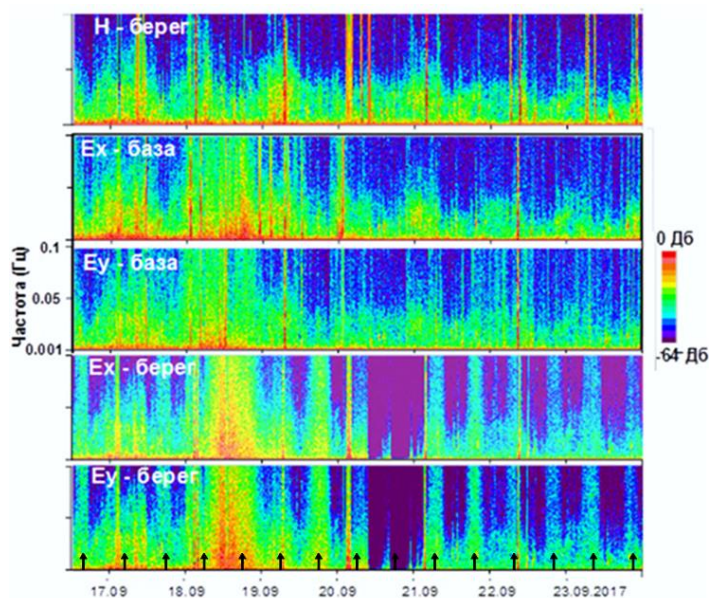 H - берег
Ex - база
Ey - база
Ex - берег
Ey - берег
Частота (Гц)
0.1
0.05
0.001
0 Дб
-64 Дб
17.09 18.09 19.09 20.09 21.09 22.09 23.09.2017